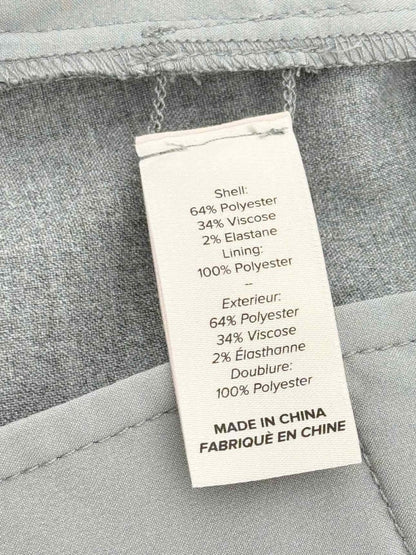 Shell:
64% Polyester
34% Viscose
2% Elastane
Lining:
100% Polyester
--
Exterieur:
64% Polyester
34% Viscose
2% Élasthanne
Doublure:
100% Polyester
MADE IN CHINA
FABRIQUÈ EN CHINE